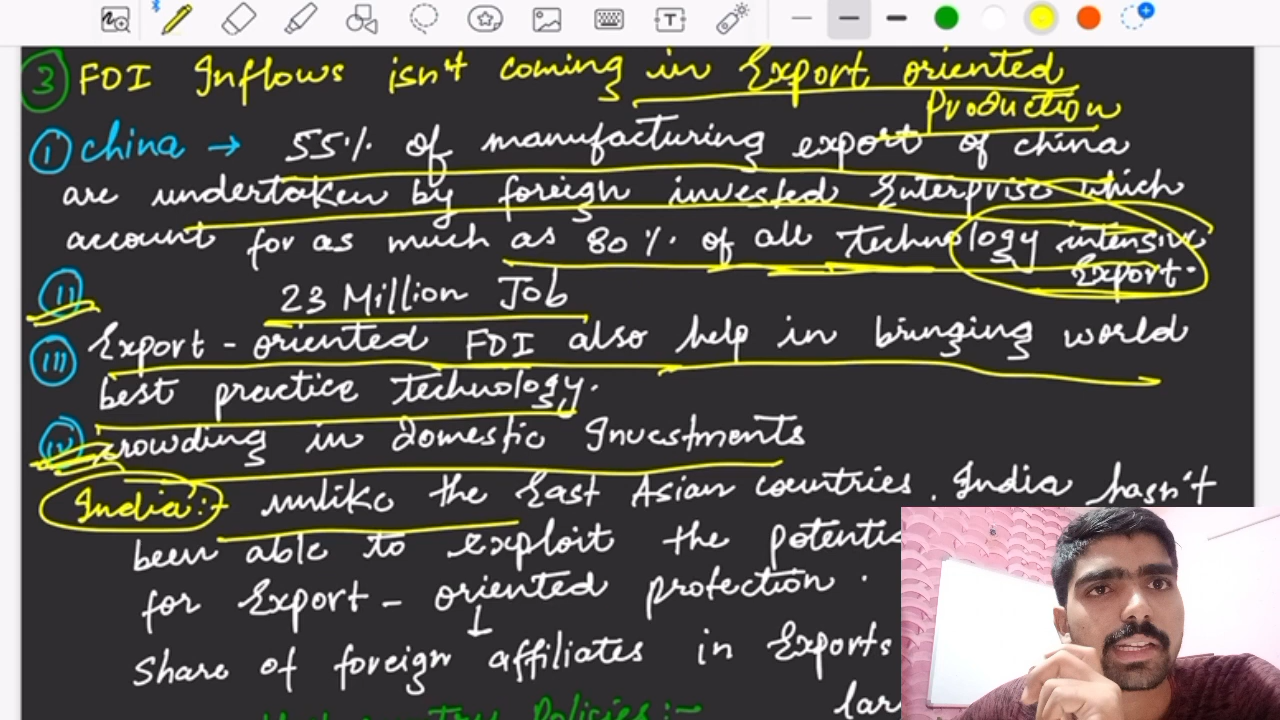 ③ FDI Inflows isn't coming in Export oriented
Production
① China → 55% of manufacturing export of china
are undertaken by foreign invested Enterprise which
account for as much as 80% of all technology intensive
Export.
(II) 23 Million Job
(III) Export-oriented FDI also help in bringing world
best practice technology.
(IV) crowding in domestic Investments
India:- unlike the East Asian countries. India hasn't
been able to exploit the
for Export-oriented protection.
↓
Share of foreign affiliates in Exports
Policies:-